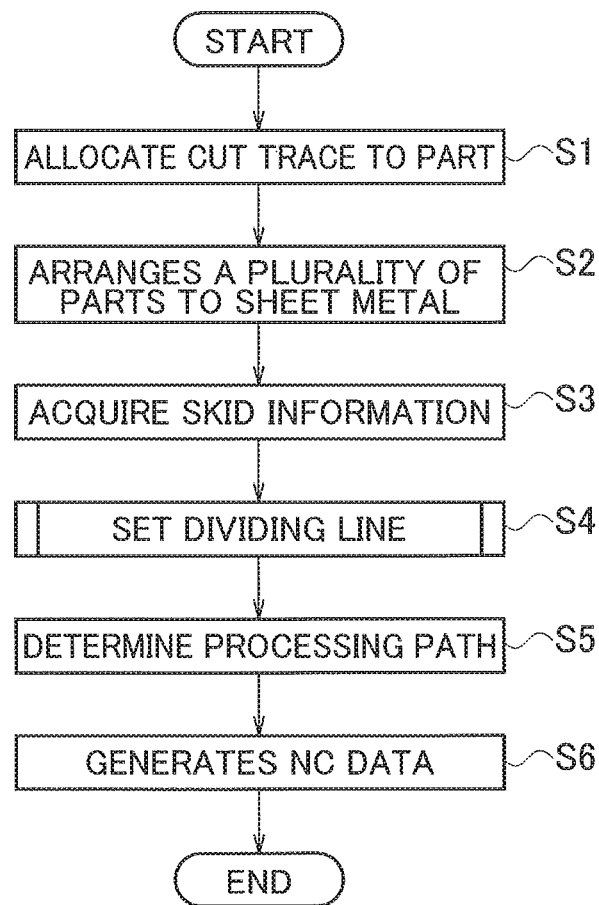 START
ALLOCATE CUT TRACE TO PART S1
ARRANGES A PLURALITY OF
PARTS TO SHEET METAL S2
ACQUIRE SKID INFORMATION S3
SET DIVIDING LINE S4
DETERMINE PROCESSING PATH S5
GENERATES NC DATA S6
END